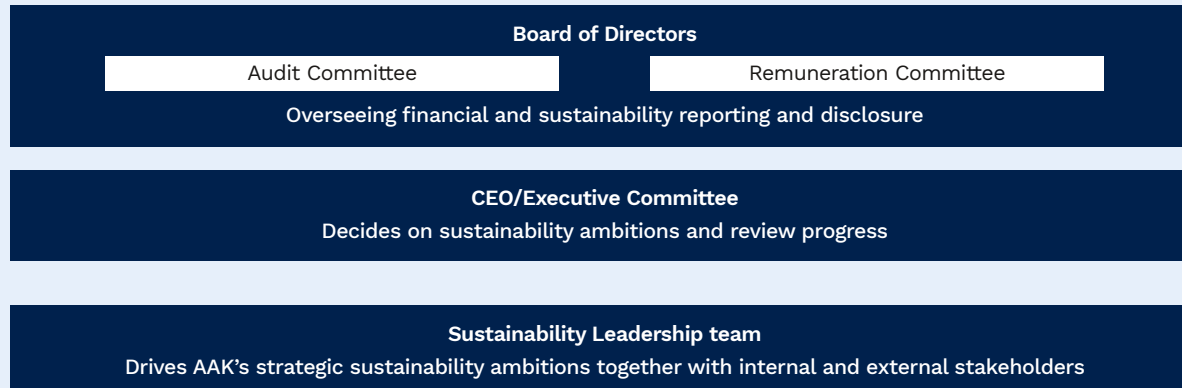 Board of Directors
Audit Committee
Remuneration Committee
Overseeing financial and sustainability reporting and disclosure
CEO/Executive Committee
Decides on sustainability ambitions and review progress
Sustainability Leadership team
Drives AAK's strategic sustainability ambitions together with internal and external stakeholders